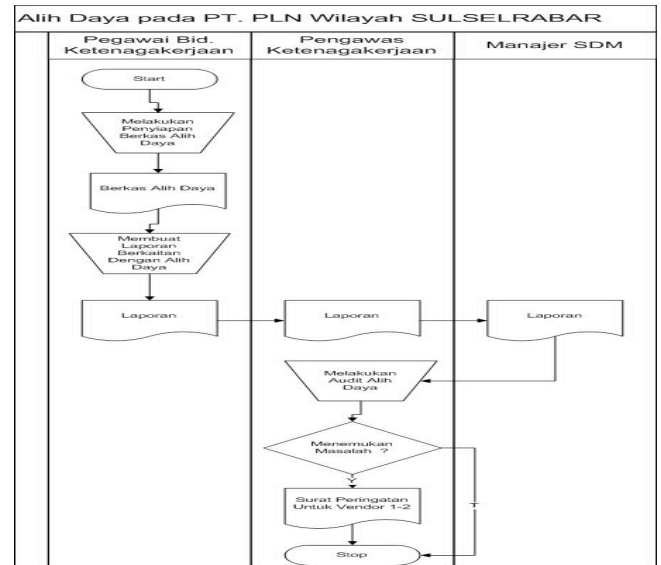 Alih Daya pada PT. PLN Wilayah SULSELRABAR
Pegawai Bid.
Ketenagakerjaan
Pengawas
Ketenagakerjaan
Manajer SDM
Start
Melakukan
Penyiapan
Berkas Alih
Daya
Berkas Alih Daya
Membuat
Laporan
Berkaitan
Dengan Alih
Daya
Laporan
Laporan
Laporan
Melakukan
Audit Alih
Daya
Menemukan
Masalah ?
Y
T
Surat Peringatan
Untuk Vendor 1-2
Stop